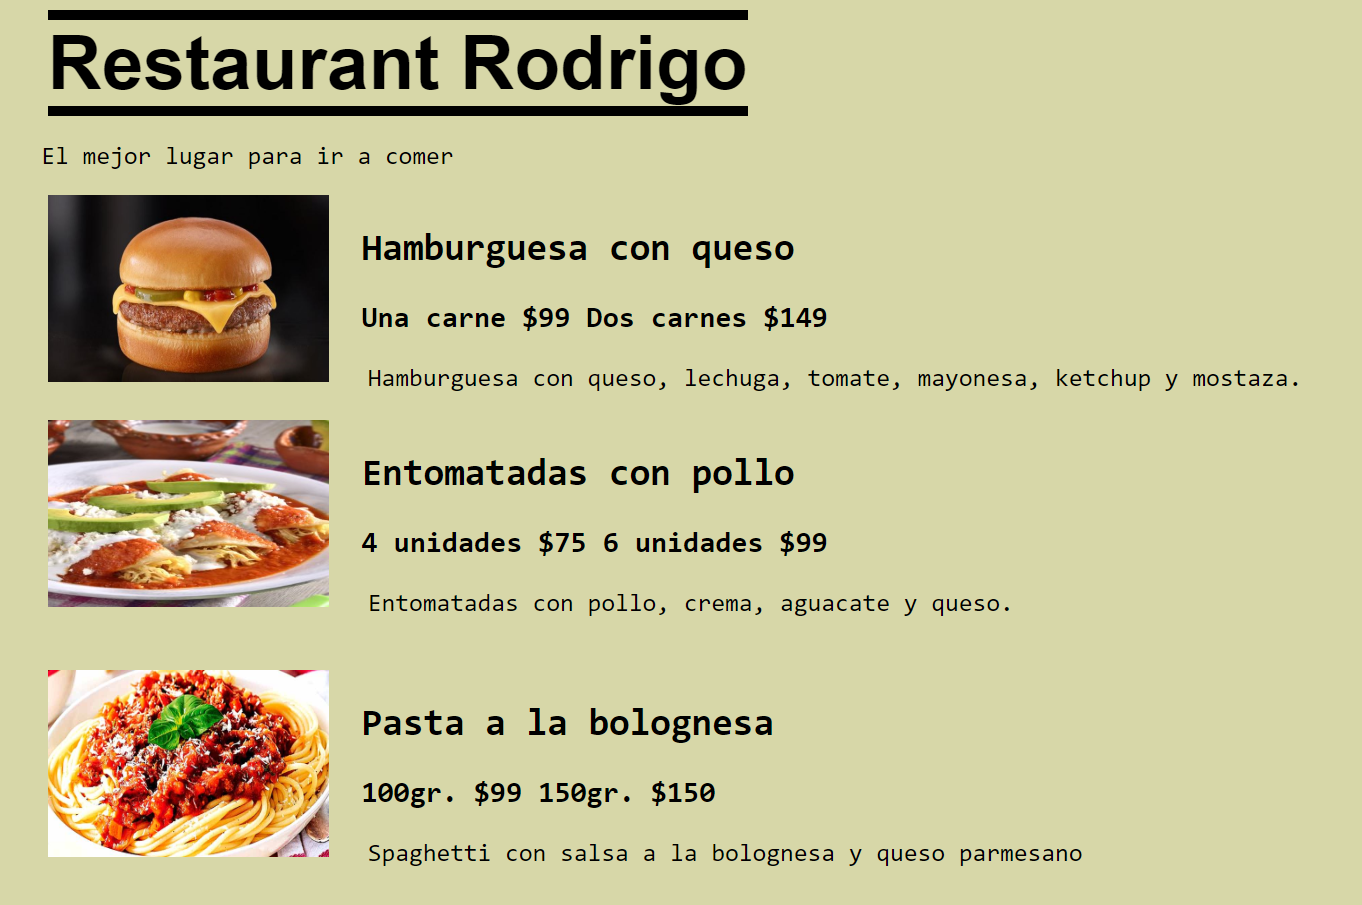 Restaurant Rodrigo
El mejor lugar para ir a comer
Hamburguesa con queso
Una carne $99 Dos carnes $149
Hamburguesa con queso, lechuga, tomate, mayonesa, ketchup y mostaza.
Entomatadas con pollo
4 unidades $75 6 unidades $99
Entomatadas con pollo, crema, aguacate y queso.
Pasta a la bolognesa
100gr. $99 150gr. $150
Spaghetti con salsa a la bolognesa y queso parmesano